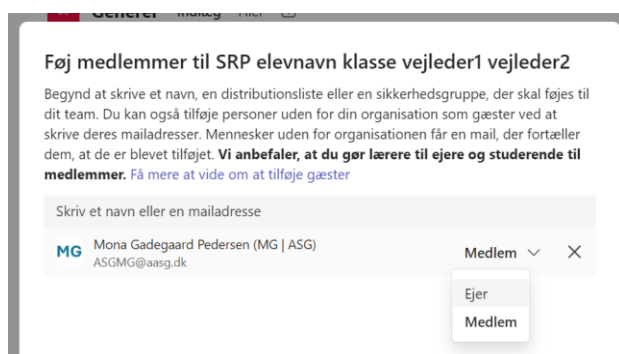 Generel Indlæg Filer
Føj medlemmer til SRP elevnavn klasse vejleder1 vejleder2
Begynd at skrive et navn, en distributionsliste eller en sikkerhedsgruppe, der skal føjes til
dit team. Du kan også tilføje personer uden for din organisation som gæster ved at
skrive deres mailadresser. Mennesker uden for organisationen får en mail, der fortæller
dem, at de er blevet tilføjet. Vi anbefaler, at du gør lærere til ejere og studerende til
medlemmer. Få mere at vide om at tilføje gæster
Skriv et navn eller en mailadresse
MG Mona Gadegaard Pedersen (MG | ASG) Medlem
ASGMG@aasg.dk
Ejer
Medlem